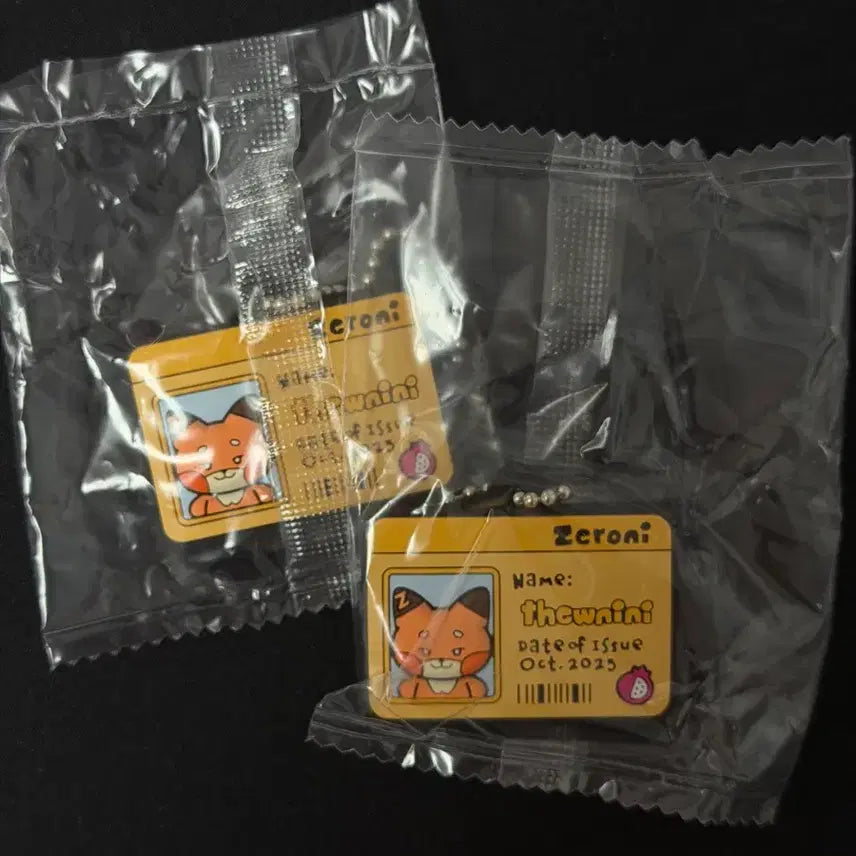 Zeroni
Name:
thewnini
Date of Issue
Oct. 2025
Zeroni
Name:
thewnini
Z
Date of Issue
Oct. 2025